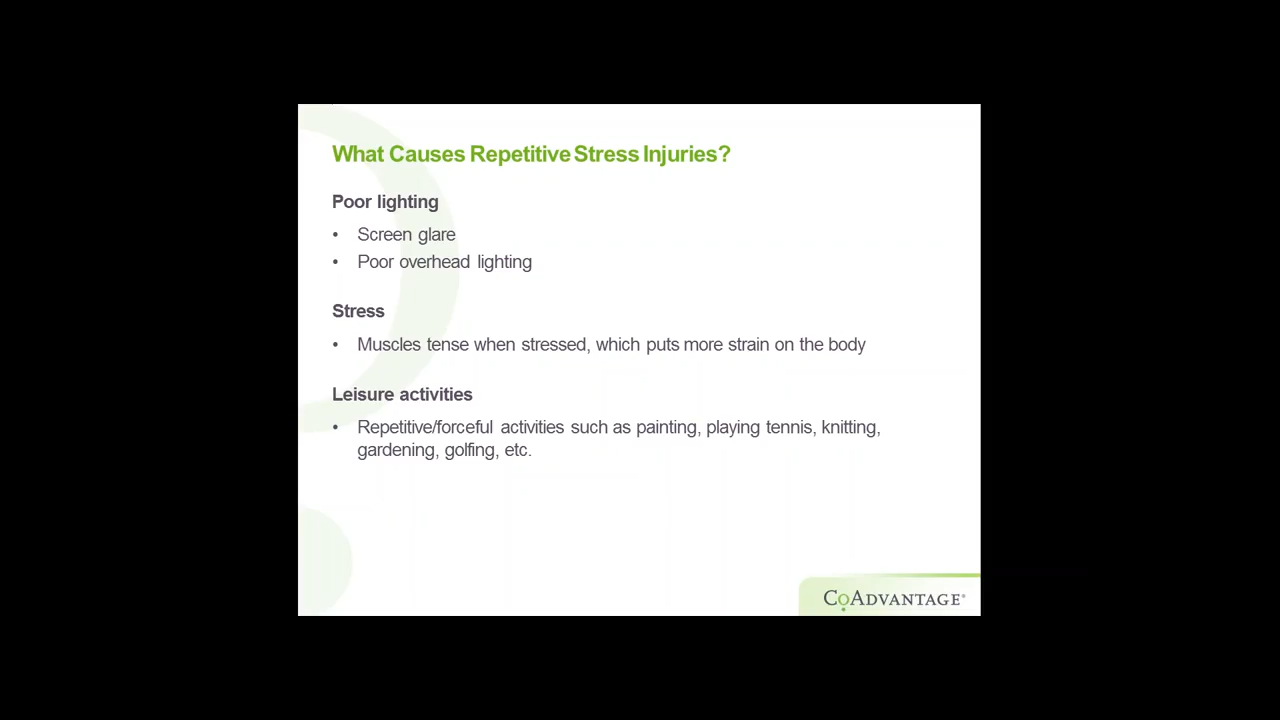 What Causes Repetitive Stress Injuries?
Poor lighting
• Screen glare
• Poor overhead lighting
Stress
• Muscles tense when stressed, which puts more strain on the body
Leisure activities
• Repetitive/forceful activities such as painting, playing tennis, knitting,
gardening, golfing, etc.
COADVANTAGE®